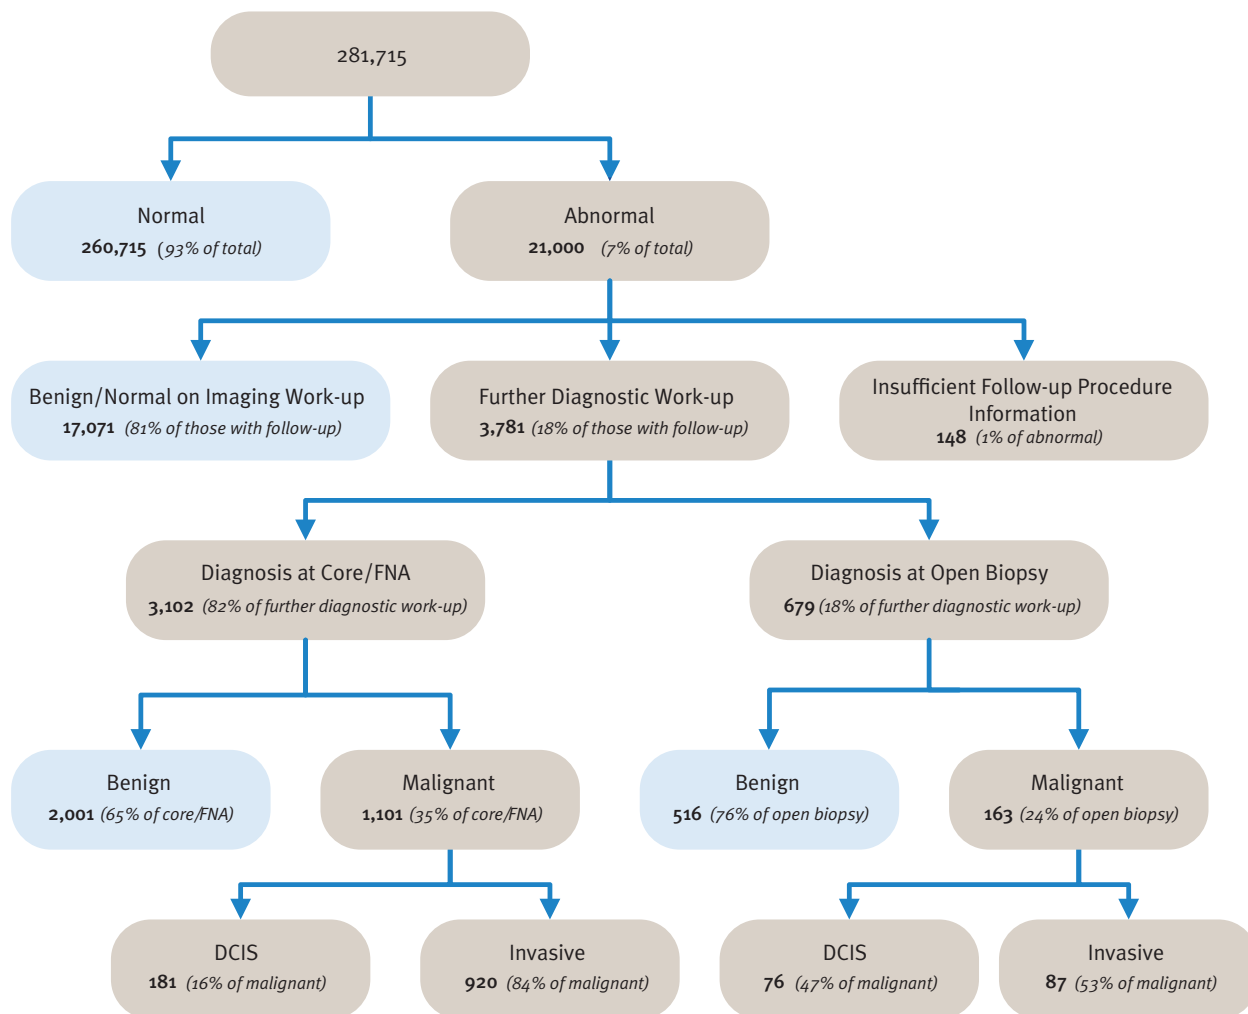 281,715
Normal
260,715 (93% of total)
Abnormal
21,000 (7% of total)
Benign/Normal on Imaging Work-up
17,071 (81% of those with follow-up)
Further Diagnostic Work-up
3,781 (18% of those with follow-up)
Insufficient Follow-up Procedure
Information
148 (1% of abnormal)
Diagnosis at Core/FNA
3,102 (82% of further diagnostic work-up)
Diagnosis at Open Biopsy
679 (18% of further diagnostic work-up)
Benign
2,001 (65% of core/FNA)
Malignant
1,101 (35% of core/FNA)
Benign
516 (76% of open biopsy)
Malignant
163 (24% of open biopsy)
DCIS
181 (16% of malignant)
Invasive
920 (84% of malignant)
DCIS
76 (47% of malignant)
Invasive
87 (53% of malignant)